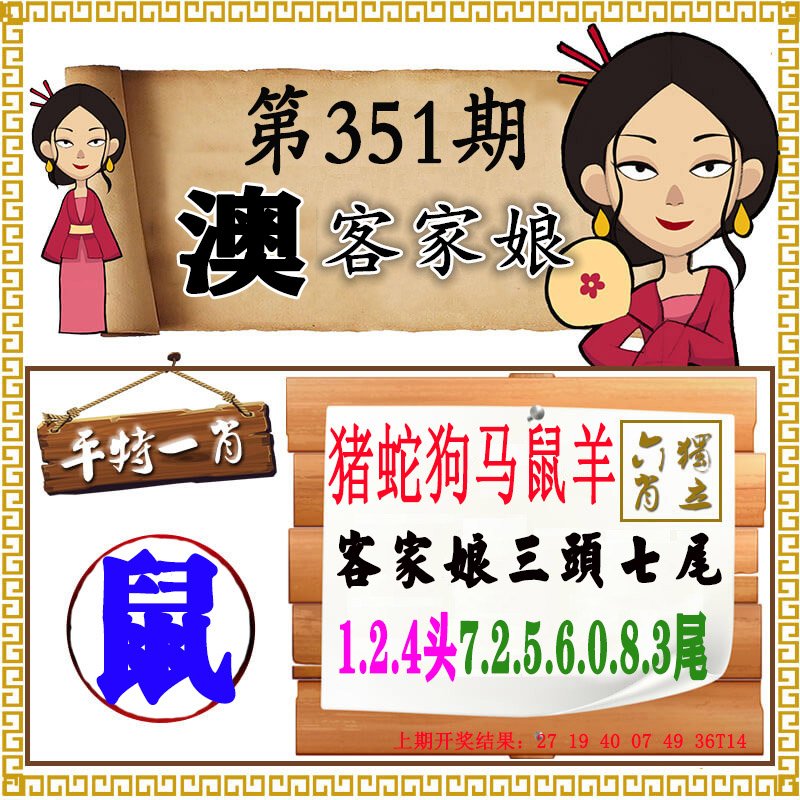 第351期
澳客家娘
平特一肖
鼠
猪蛇狗马鼠羊
獨立
六肖
客家娘三頭七尾
1.2.4头7.2.5.6.0.8.3尾
上期开奖结果：27 19 40 07 49 36T14